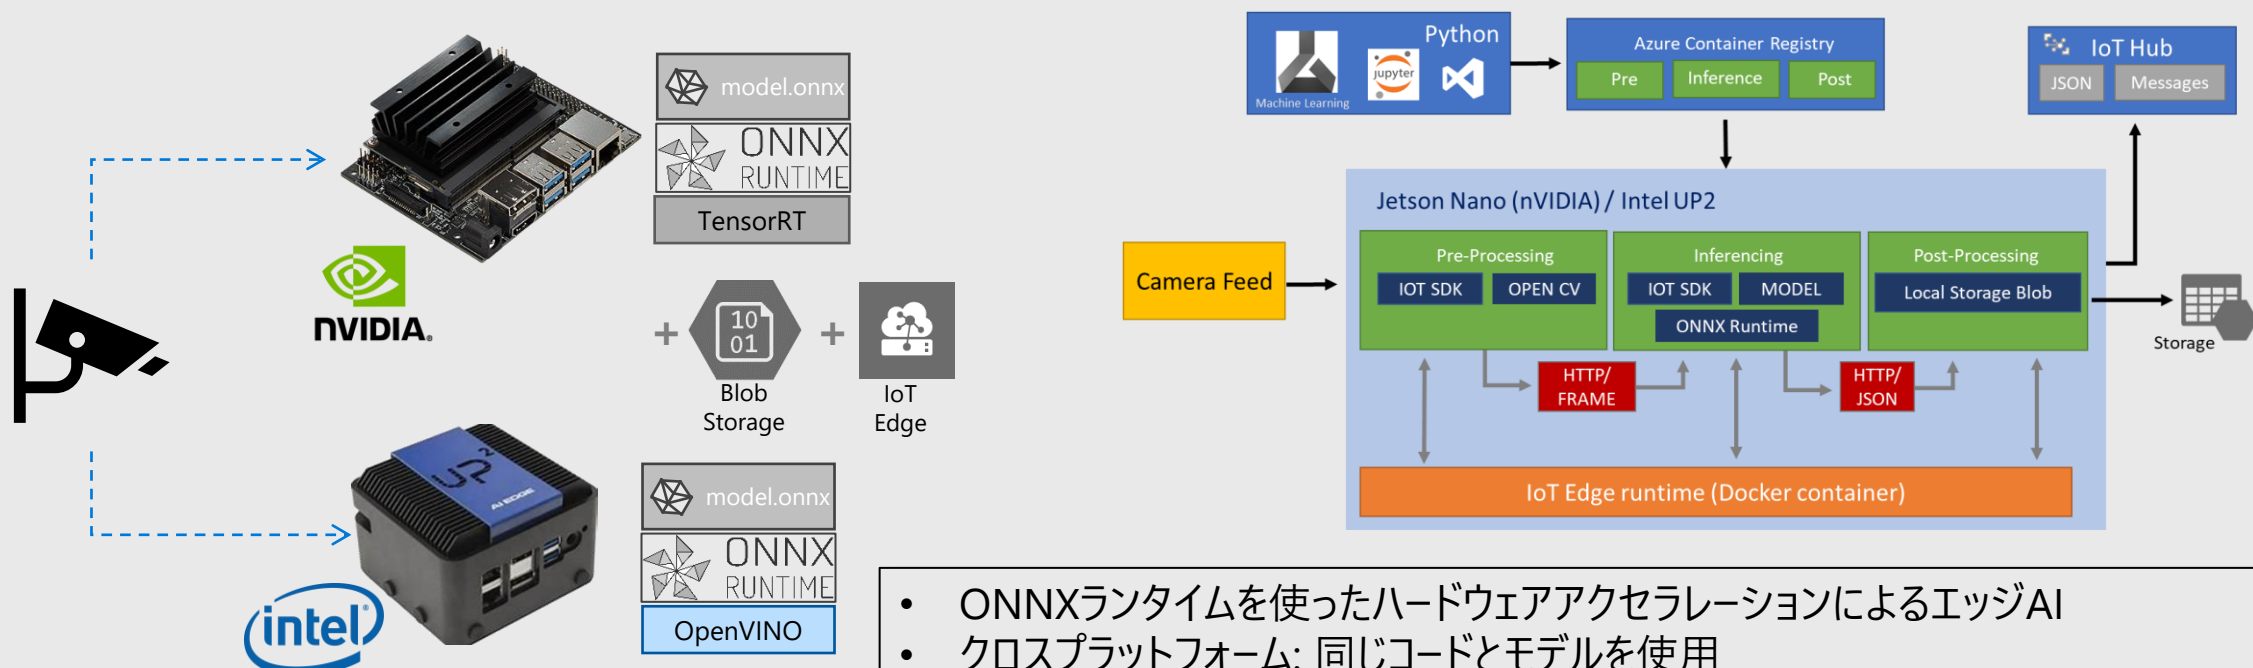 model.onnx
ONNX
RUNTIME
TensorRT
NVIDIA.
+
10
01
+
Blob
Storage
IoT
Edge
UP²
AI EDGE
intel
model.onnx
ONNX
RUNTIME
OpenVINO
Python
Machine Learning
jupyter
Azure Container Registry
Pre
Inference
Post
IoT Hub
JSON
Messages
Jetson Nano (nVIDIA) / Intel UP2
Camera Feed
Pre-Processing
IOT SDK
OPEN CV
Inferencing
IOT SDK
MODEL
ONNX Runtime
Post-Processing
Local Storage Blob
Storage
HTTP/
FRAME
HTTP/
JSON
IoT Edge runtime (Docker container)
• ONNXランタイムを使ったハードウェアアクセラレーションによるエッジAI
• クロスプラットフォーム: 同じコードとモデルを使用